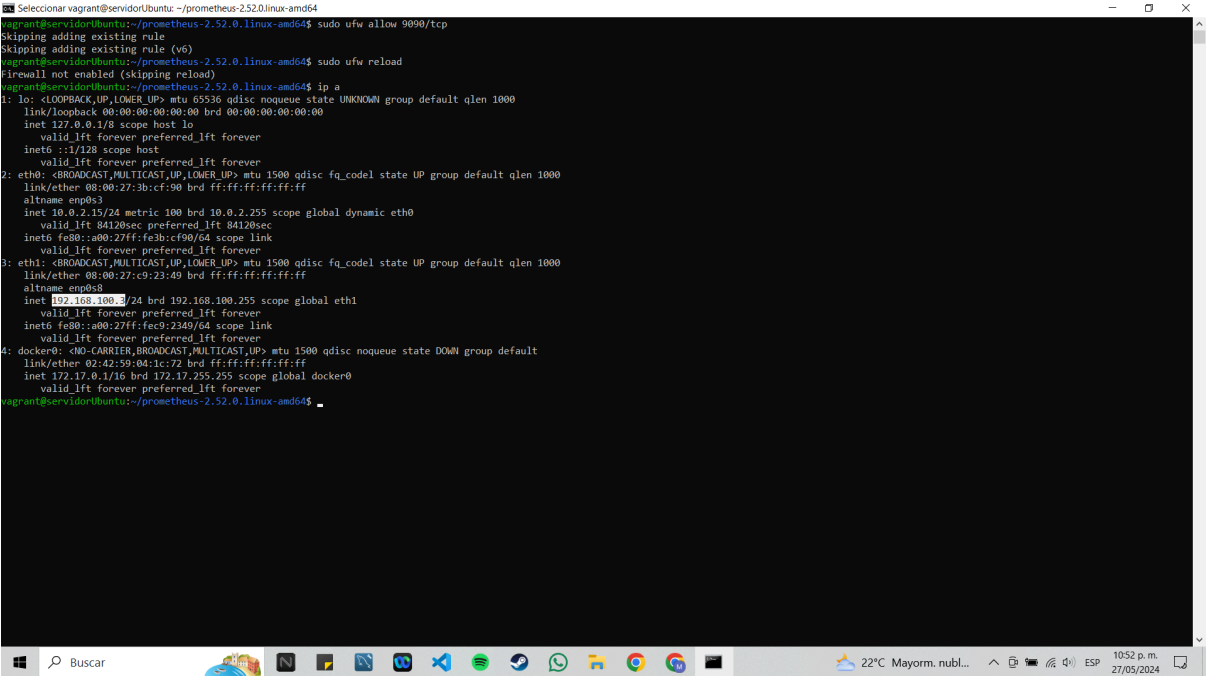 Seleccionar vagrant@servidorUbuntu: ~/prometheus-2.52.0.linux-amd64
vagrant@servidorUbuntu:~/prometheus-2.52.0.linux-amd64$ sudo ufw allow 9090/tcp
Skipping adding existing rule
Skipping adding existing rule (v6)
vagrant@servidorUbuntu:~/prometheus-2.52.0.linux-amd64$ sudo ufw reload
Firewall not enabled (skipping reload)
vagrant@servidorUbuntu:~/prometheus-2.52.0.linux-amd64$ ip a
1: lo: <LOOPBACK,UP,LOWER_UP> mtu 65536 qdisc noqueue state UNKNOWN group default qlen 1000
    link/loopback 00:00:00:00:00:00 brd 00:00:00:00:00:00
    inet 127.0.0.1/8 scope host lo
       valid_lft forever preferred_lft forever
    inet6 ::1/128 scope host
       valid_lft forever preferred_lft forever
2: eth0: <BROADCAST,MULTICAST,UP,LOWER_UP> mtu 1500 qdisc fq_codel state UP group default qlen 1000
    link/ether 08:00:27:3b:cf:90 brd ff:ff:ff:ff:ff:ff
    altname enp0s3
    inet 10.0.2.15/24 metric 100 brd 10.0.2.255 scope global dynamic eth0
       valid_lft 84120sec preferred_lft 84120sec
    inet6 fe80::a00:27ff:fe3b:cf90/64 scope link
       valid_lft forever preferred_lft forever
3: eth1: <BROADCAST,MULTICAST,UP,LOWER_UP> mtu 1500 qdisc fq_codel state UP group default qlen 1000
    link/ether 08:00:27:c9:23:49 brd ff:ff:ff:ff:ff:ff
    altname enp0s8
    inet 192.168.100.3/24 brd 192.168.100.255 scope global eth1
       valid_lft forever preferred_lft forever
    inet6 fe80::a00:27ff:fec9:2349/64 scope link
       valid_lft forever preferred_lft forever
4: docker0: <NO-CARRIER,BROADCAST,MULTICAST,UP> mtu 1500 qdisc noqueue state DOWN group default
    link/ether 02:42:59:04:1c:72 brd ff:ff:ff:ff:ff:ff
    inet 172.17.0.1/16 brd 172.17.255.255 scope global docker0
       valid_lft forever preferred_lft forever
vagrant@servidorUbuntu:~/prometheus-2.52.0.linux-amd64$
Buscar
22°C Mayorm. nubl...
ESP
10:52 p. m.
27/05/2024